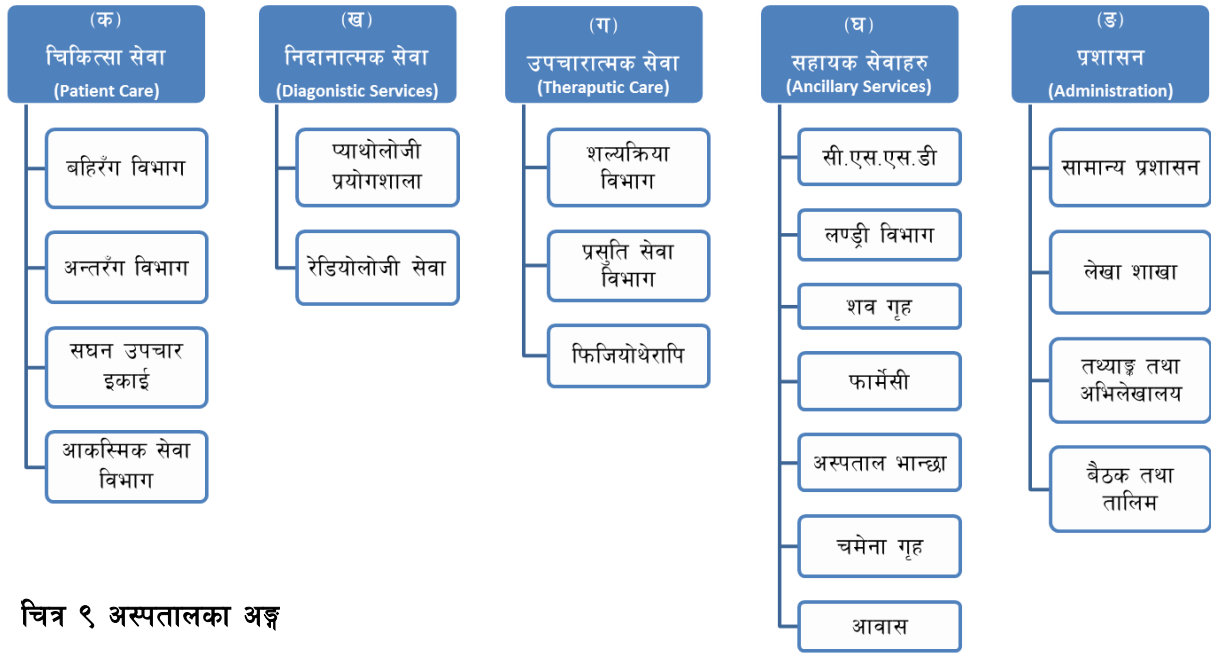 (क)
चिकित्सा सेवा
(Patient Care)
बहिरँग विभाग
अन्तरँग विभाग
सघन उपचार
इकाई
आकस्मिक सेवा
विभाग
(ख)
निदानात्मक सेवा
(Diagonistic Services)
प्याथोलोजी
प्रयोगशाला
रेडियोलोजी सेवा
(ग)
उपचारात्मक सेवा
(Theraputic Care)
शल्यक्रिया
विभाग
प्रसुति सेवा
विभाग
फिजियोथेरापि
(घ)
सहायक सेवाहरु
(Ancillary Services)
सी.एस.एस.डी
लण्ड्री विभाग
शव गृह
फार्मेसी
अस्पताल भान्छा
चमेना गृह
आवास
(ङ)
प्रशासन
(Administration)
सामान्य प्रशासन
लेखा शाखा
तथ्याङ्क तथा
अभिलेखालय
बैठक तथा
तालिम
चित्र ९ अस्पतालका अङ्ग